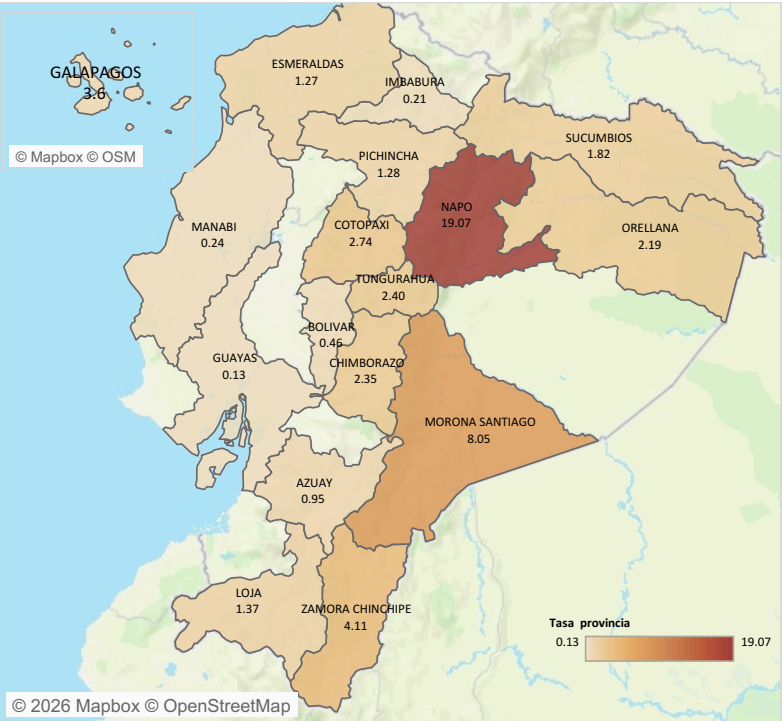 GALAPAGOS
3.6
© Mapbox © OSM
ESMERALDAS
1.27
IMBABURA
0.21
SUCUMBIOS
1.82
PICHINCHA
1.28
NAPO
19.07
MANABI
0.24
COTOPAXI
2.74
ORELLANA
2.19
TUNGURAHUA
2.40
BOLIVAR
0.46
GUAYAS
0.13
CHIMBORAZO
2.35
MORONA SANTIAGO
8.05
AZUAY
0.95
LOJA
1.37
ZAMORA CHINCHIPE
4.11
Tasa provincia
0.13 19.07
© 2026 Mapbox © OpenStreetMap